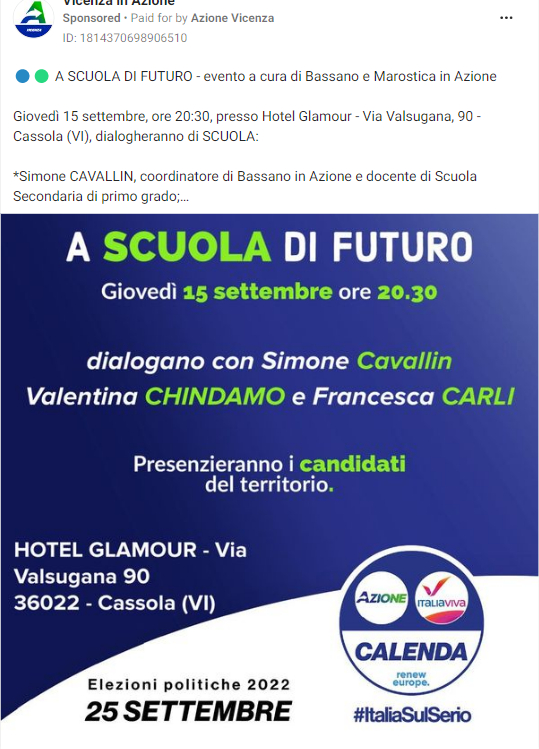 Vicenza in Azione
Sponsored • Paid for by Azione Vicenza
ID: 1814370698906510
A SCUOLA DI FUTURO - evento a cura di Bassano e Marostica in Azione
Giovedì 15 settembre, ore 20:30, presso Hotel Glamour - Via Valsugana, 90 -
Cassola (VI), dialogheranno di SCUOLA:
*Simone CAVALLIN, coordinatore di Bassano in Azione e docente di Scuola
Secondaria di primo grado;...
A SCUOLA DI FUTURO
Giovedì 15 settembre ore 20.30
dialogano con Simone Cavallin
Valentina CHINDAMO e Francesca CARLI
Presenzieranno i candidati
del territorio.
HOTEL GLAMOUR - Via
Valsugana 90
36022 - Cassola (VI)
AZIONE
ITALIAVIVA
CALENDA
renew
europe.
Elezioni politiche 2022
25 SETTEMBRE
#ItaliaSulSerio